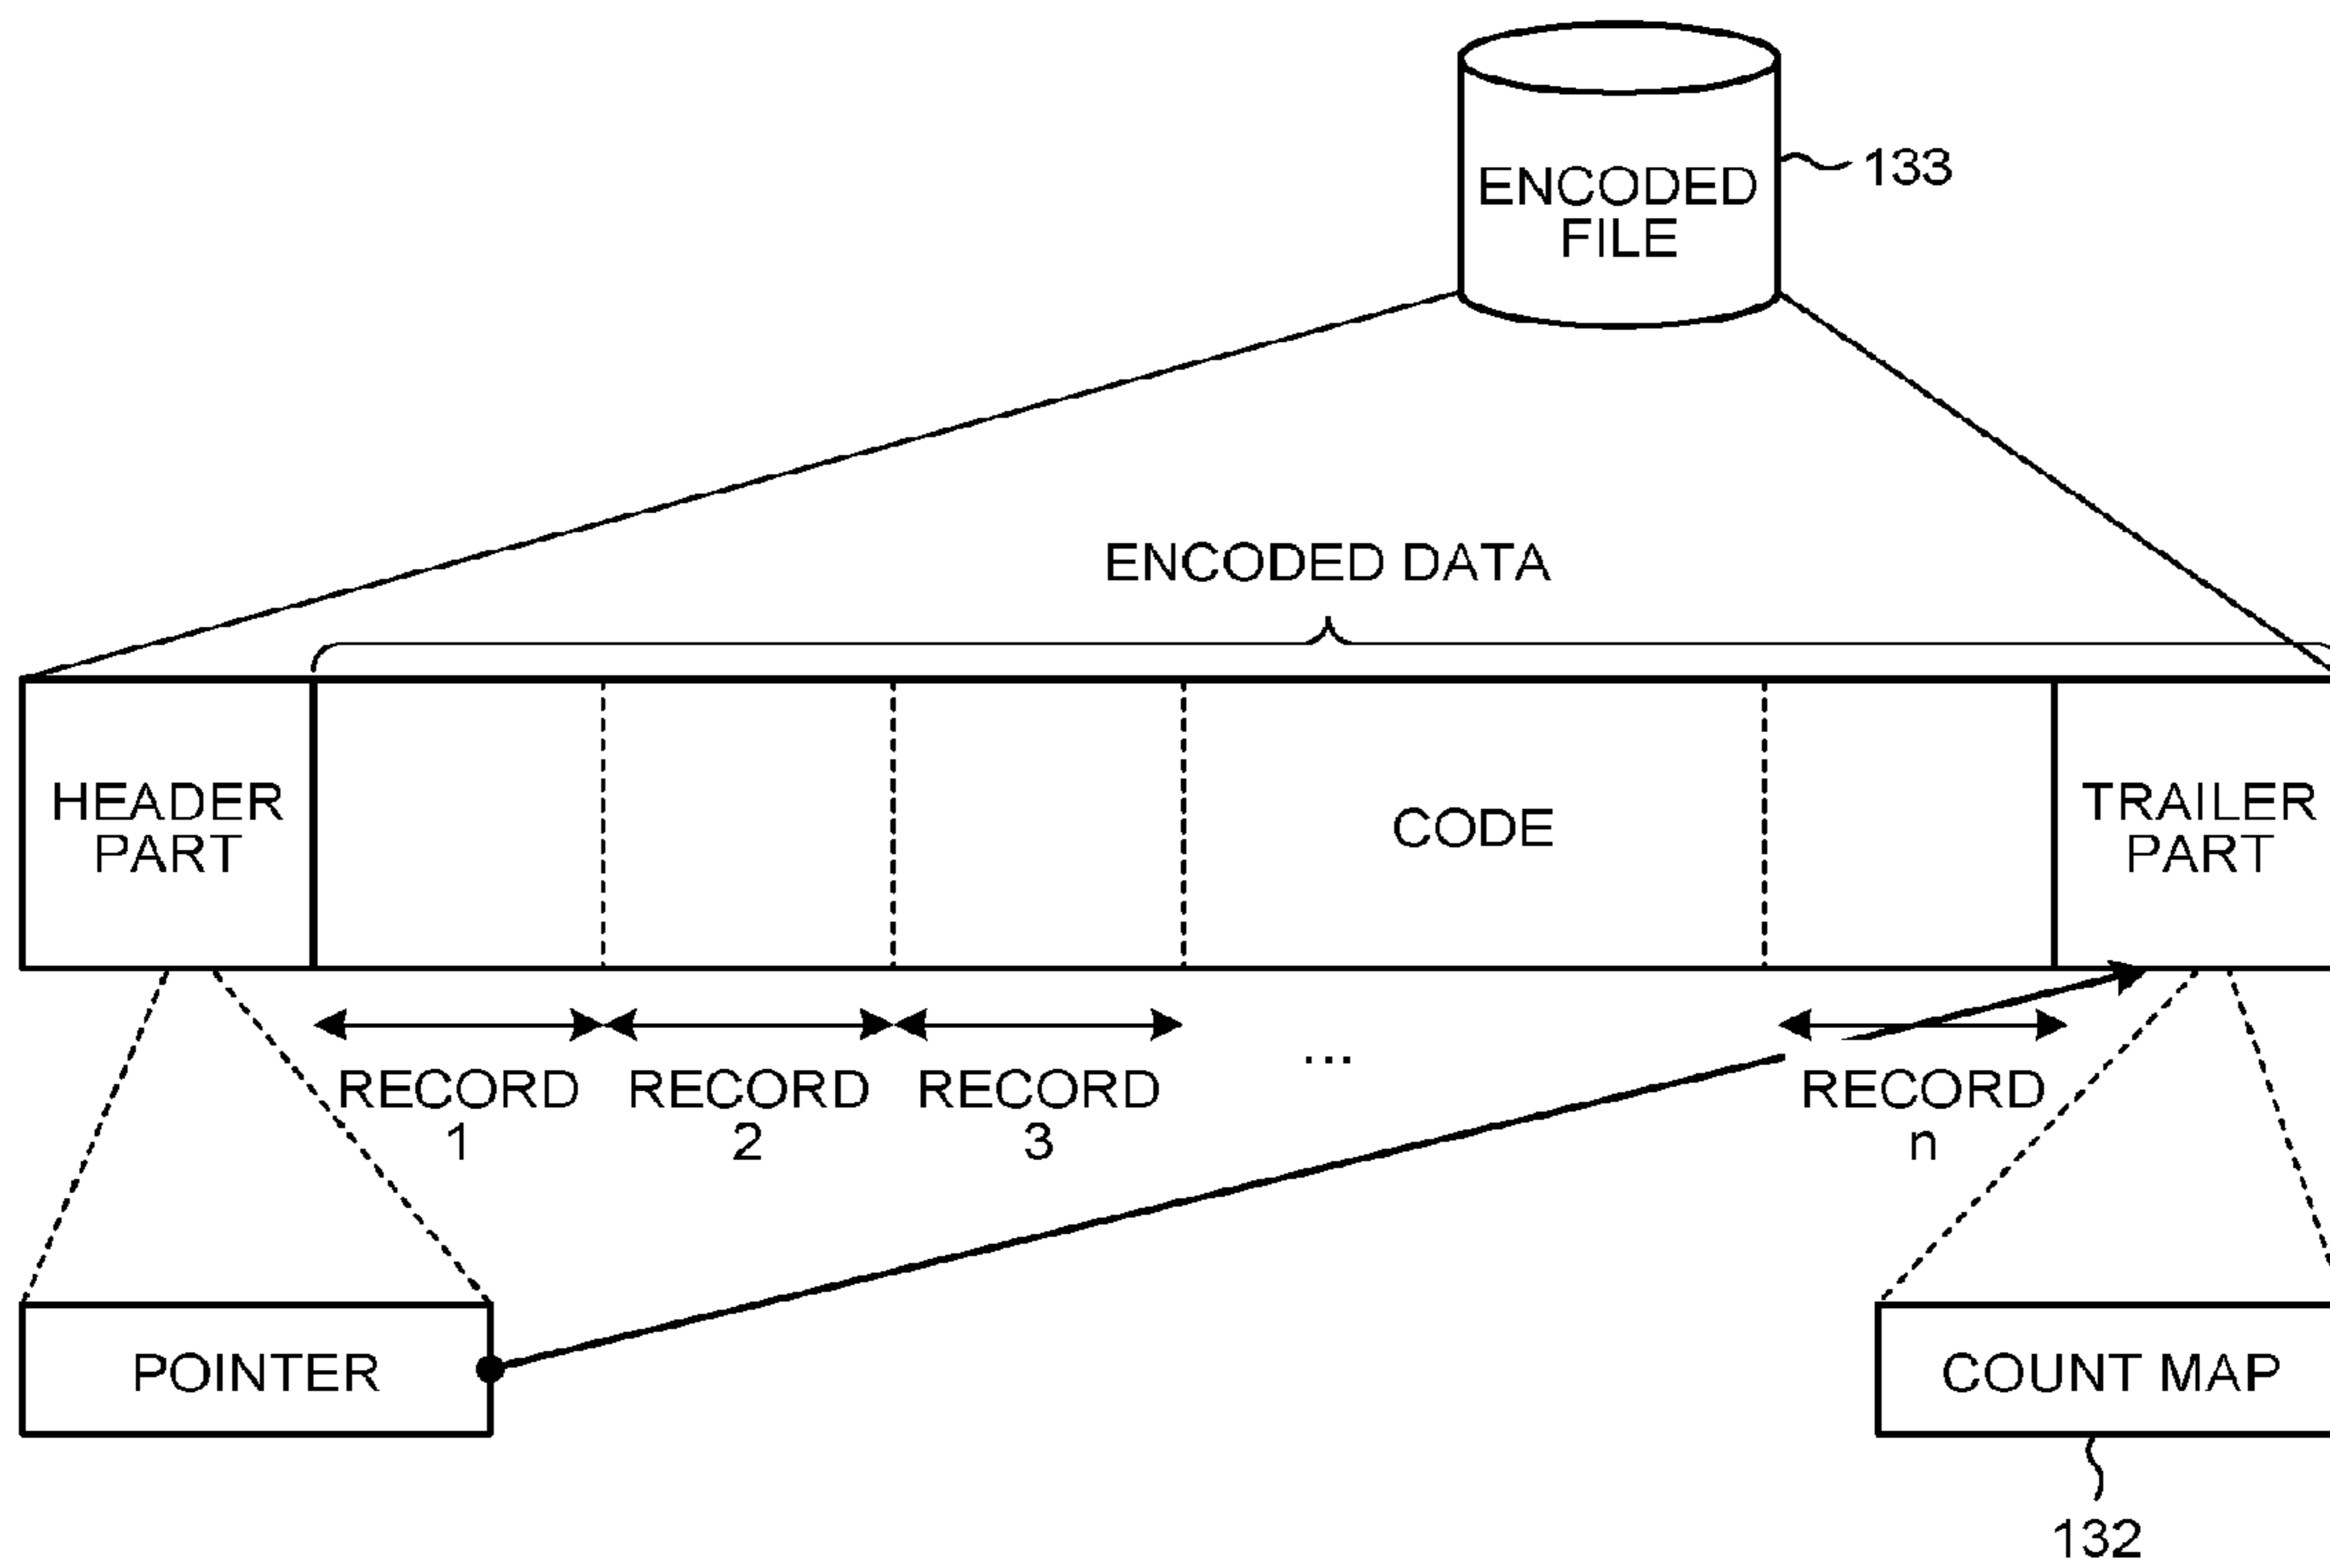 ENCODED
FILE
133
ENCODED DATA
HEADER
PART
CODE
TRAILER
PART
RECORD
1
RECORD
2
RECORD
3
...
RECORD
n
POINTER
COUNT MAP
132